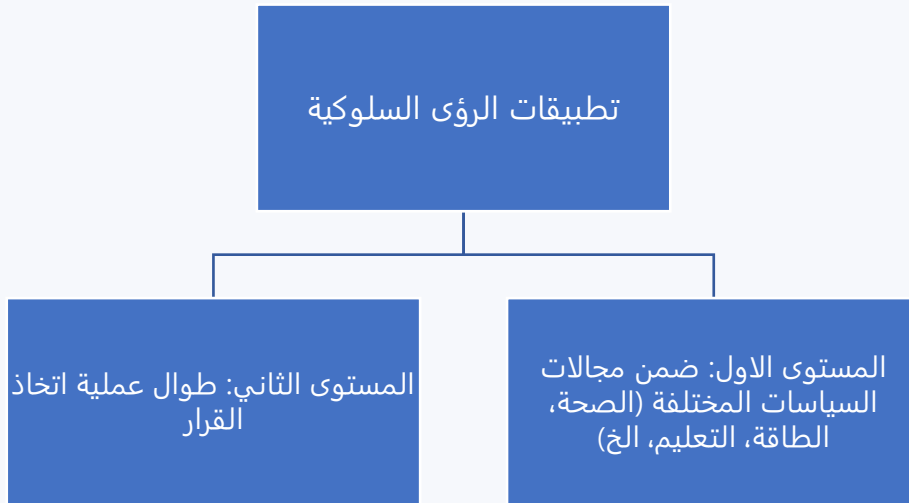 تطبيقات الرؤى السلوكية
المستوى الاول: ضمن مجالات
السياسات المختلفة (الصحة،
الطاقة، التعليم، الخ)
المستوى الثاني: طوال عملية اتخاذ
القرار